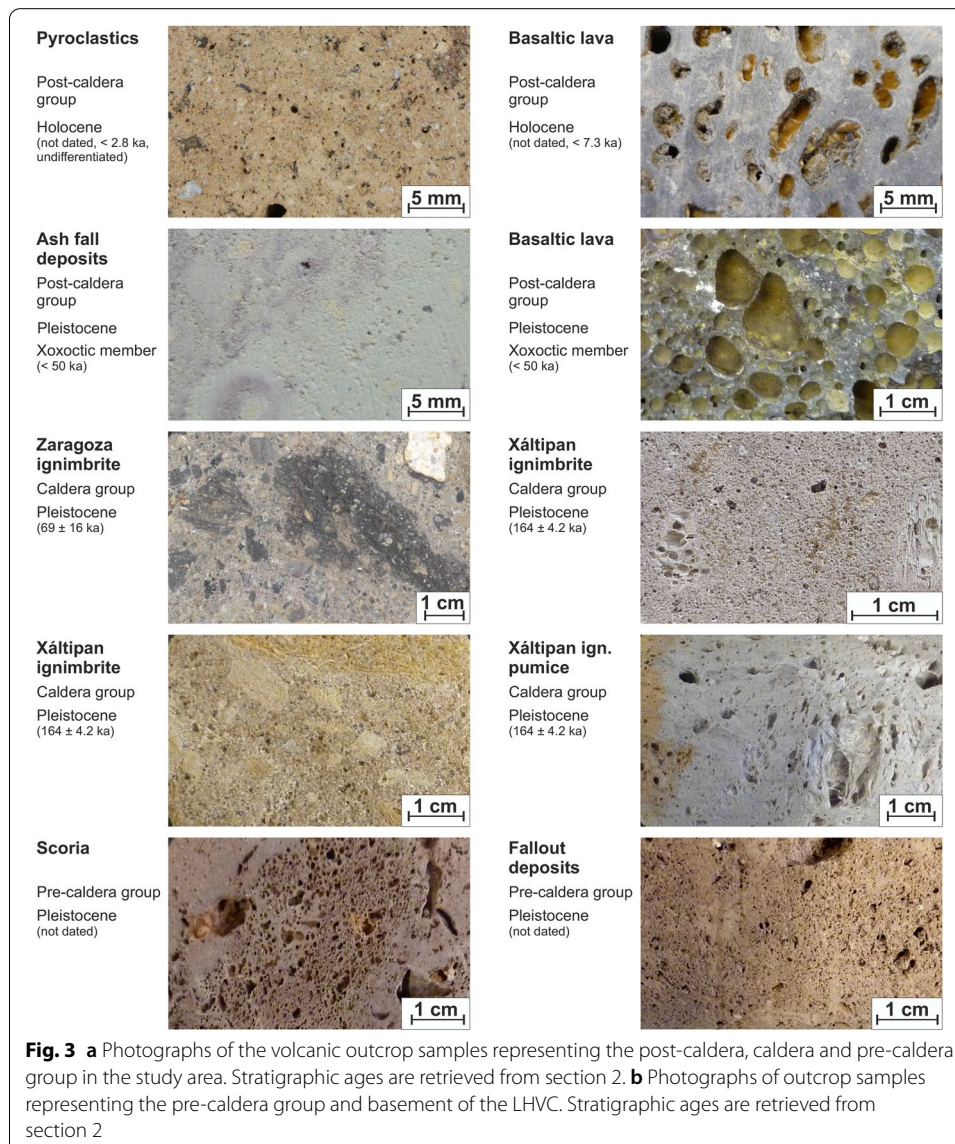 Pyroclastics
Post-caldera
group
Holocene
(not dated, < 2.8 ka,
undifferentiated)
5 mm
Basaltic lava
Post-caldera
group
Holocene
(not dated, < 7.3 ka)
5 mm
Ash fall
deposits
Post-caldera
group
Pleistocene
Xoxoctic member
(< 50 ka)
5 mm
Basaltic lava
Post-caldera
group
Pleistocene
Xoxoctic member
(< 50 ka)
1 cm
Zaragoza
ignimbrite
Caldera group
Pleistocene
(69 ± 16 ka)
1 cm
Xáltipan
ignimbrite
Caldera group
Pleistocene
(164 ± 4.2 ka)
1 cm
Xáltipan
ignimbrite
Caldera group
Pleistocene
(164 ± 4.2 ka)
1 cm
Xáltipan ign.
pumice
Caldera group
Pleistocene
(164 ± 4.2 ka)
1 cm
Scoria
Pre-caldera group
Pleistocene
(not dated)
1 cm
Fallout
deposits
Pre-caldera group
Pleistocene
(not dated)
1 cm
Fig. 3 a Photographs of the volcanic outcrop samples representing the post-caldera, caldera and pre-caldera
group in the study area. Stratigraphic ages are retrieved from section 2. b Photographs of outcrop samples
representing the pre-caldera group and basement of the LHVC. Stratigraphic ages are retrieved from
section 2